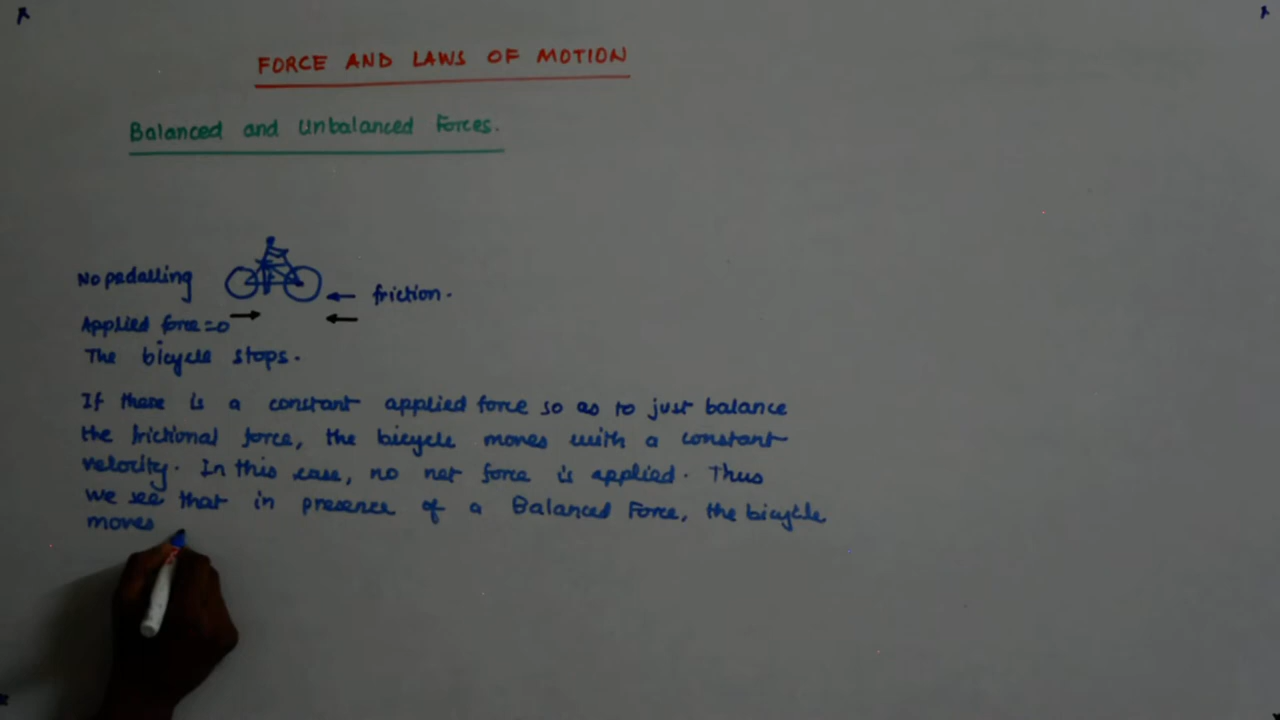 FORCE AND LAWS OF MOTION
Balanced and Unbalanced Forces.
No pedalling
friction.
Applied force=0
The bicycle stops.
If there is a constant applied force so as to just balance
the frictional force, the bicycle moves with a constant
velocity. In this case, no net force is applied. Thus
we see that in presence of a Balanced Force, the bicycle
moves